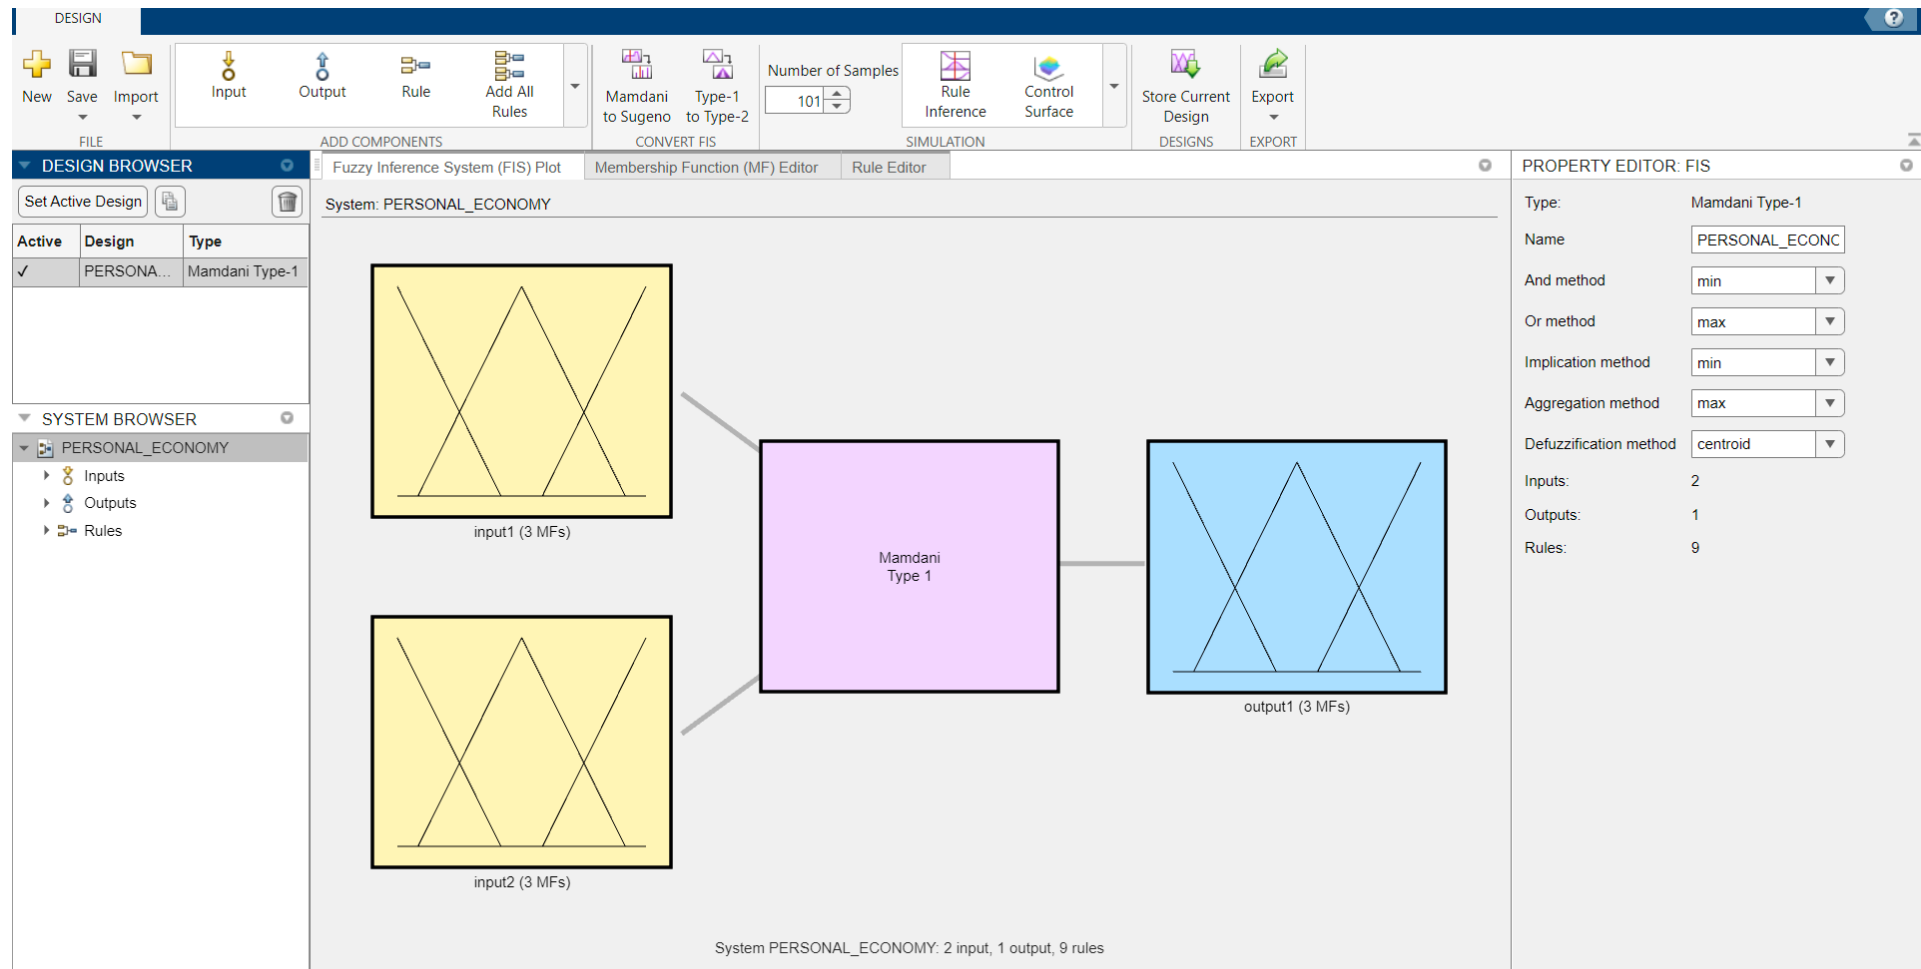 DESIGN
New
Save
Import
FILE
Input
Output
Rule
Add All
Rules
ADD COMPONENTS
Mamdani
to Sugeno
Type-1
to Type-2
CONVERT FIS
Number of Samples
101
Rule
Inference
Control
Surface
SIMULATION
Store Current
Design
DESIGNS
Export
EXPORT
DESIGN BROWSER
Set Active Design
Active Design Type
✓ PERSONA... Mamdani Type-1
SYSTEM BROWSER
PERSONAL_ECONOMY
Inputs
Outputs
Rules
Fuzzy Inference System (FIS) Plot
Membership Function (MF) Editor
Rule Editor
System: PERSONAL_ECONOMY
input1 (3 MFs)
Mamdani
Type 1
output1 (3 MFs)
input2 (3 MFs)
System PERSONAL_ECONOMY: 2 input, 1 output, 9 rules
PROPERTY EDITOR: FIS
Type: Mamdani Type-1
Name PERSONAL_ECONC
And method min
Or method max
Implication method min
Aggregation method max
Defuzzification method centroid
Inputs: 2
Outputs: 1
Rules: 9